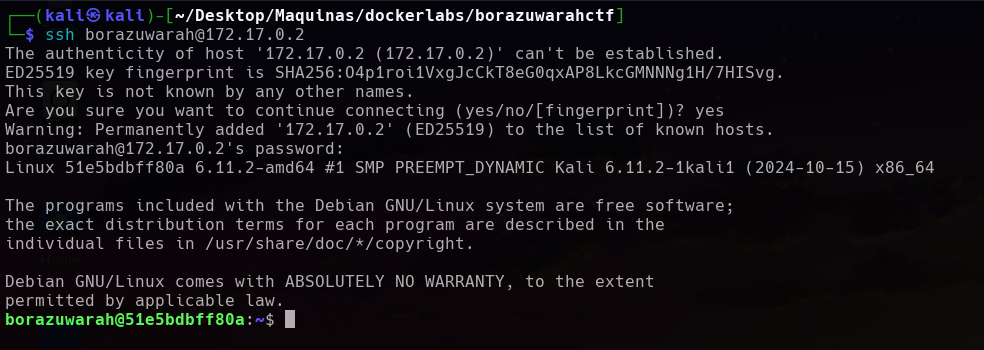 ┌──(kali㉿kali)-[~/Desktop/Maquinas/dockerlabs/borazuwarahctf]
└─$ ssh borazuwarah@172.17.0.2
The authenticity of host '172.17.0.2 (172.17.0.2)' can't be established.
ED25519 key fingerprint is SHA256:O4p1roi1VxgJcCkT8eG0qxAP8LkcGMNNNg1H/7HISvg.
This key is not known by any other names.
Are you sure you want to continue connecting (yes/no/[fingerprint])? yes
Warning: Permanently added '172.17.0.2' (ED25519) to the list of known hosts.
borazuwarah@172.17.0.2's password:
Linux 51e5bdbff80a 6.11.2-amd64 #1 SMP PREEMPT_DYNAMIC Kali 6.11.2-1kali1 (2024-10-15) x86_64

The programs included with the Debian GNU/Linux system are free software;
the exact distribution terms for each program are described in the
individual files in /usr/share/doc/*/copyright.

Debian GNU/Linux comes with ABSOLUTELY NO WARRANTY, to the extent
permitted by applicable law.
borazuwarah@51e5bdbff80a:~$